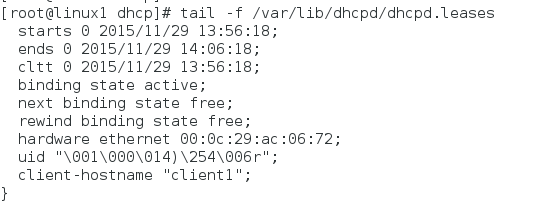 [root@linux1 dhcp]# tail -f /var/lib/dhcpd/dhcpd.leases
  starts 0 2015/11/29 13:56:18;
  ends 0 2015/11/29 14:06:18;
  cltt 0 2015/11/29 13:56:18;
  binding state active;
  next binding state free;
  rewind binding state free;
  hardware ethernet 00:0c:29:ac:06:72;
  uid "\001\000\014)\254\006r";
  client-hostname "client1";
}